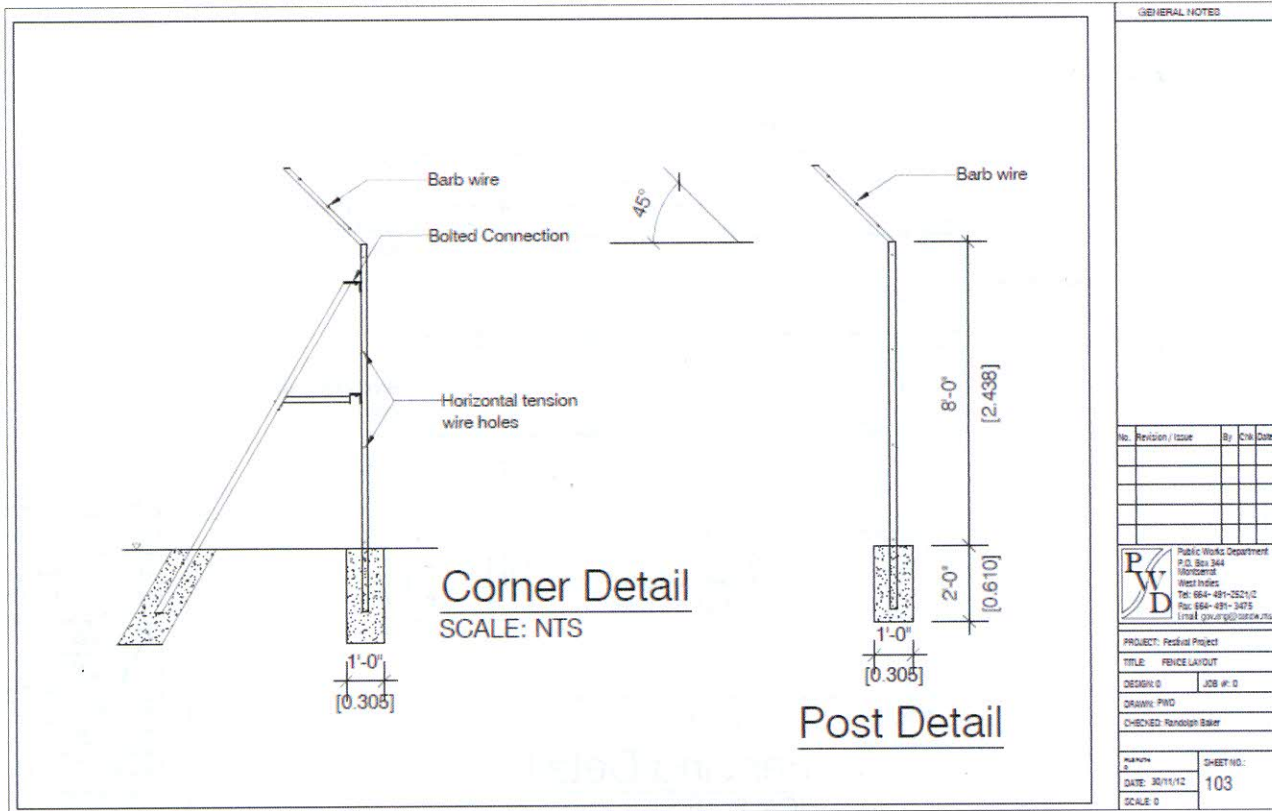 GENERAL NOTES
Barb wire
Bolted Connection
Horizontal tension
wire holes
45°
Barb wire
8'-0"
[2.438]
2'-0"
[0.610]
1'-0"
[0.305]
1'-0"
[0.305]
Corner Detail
SCALE: NTS
Post Detail
No. Revision / Issue By Chk Date
PWD
Public Works Department
P.O. Box 344
Montserrat
West Indies
Tel: 664-491-2521/2
Fax: 664-491-3475
Email:
PROJECT: Festival Project
TITLE: FENCE LAYOUT
DESIGN: 0 JOB #: 0
DRAWN: PWD
CHECKED: Randolph Baker
0
SHEET NO.:
103
DATE: 30/11/12
SCALE: 0